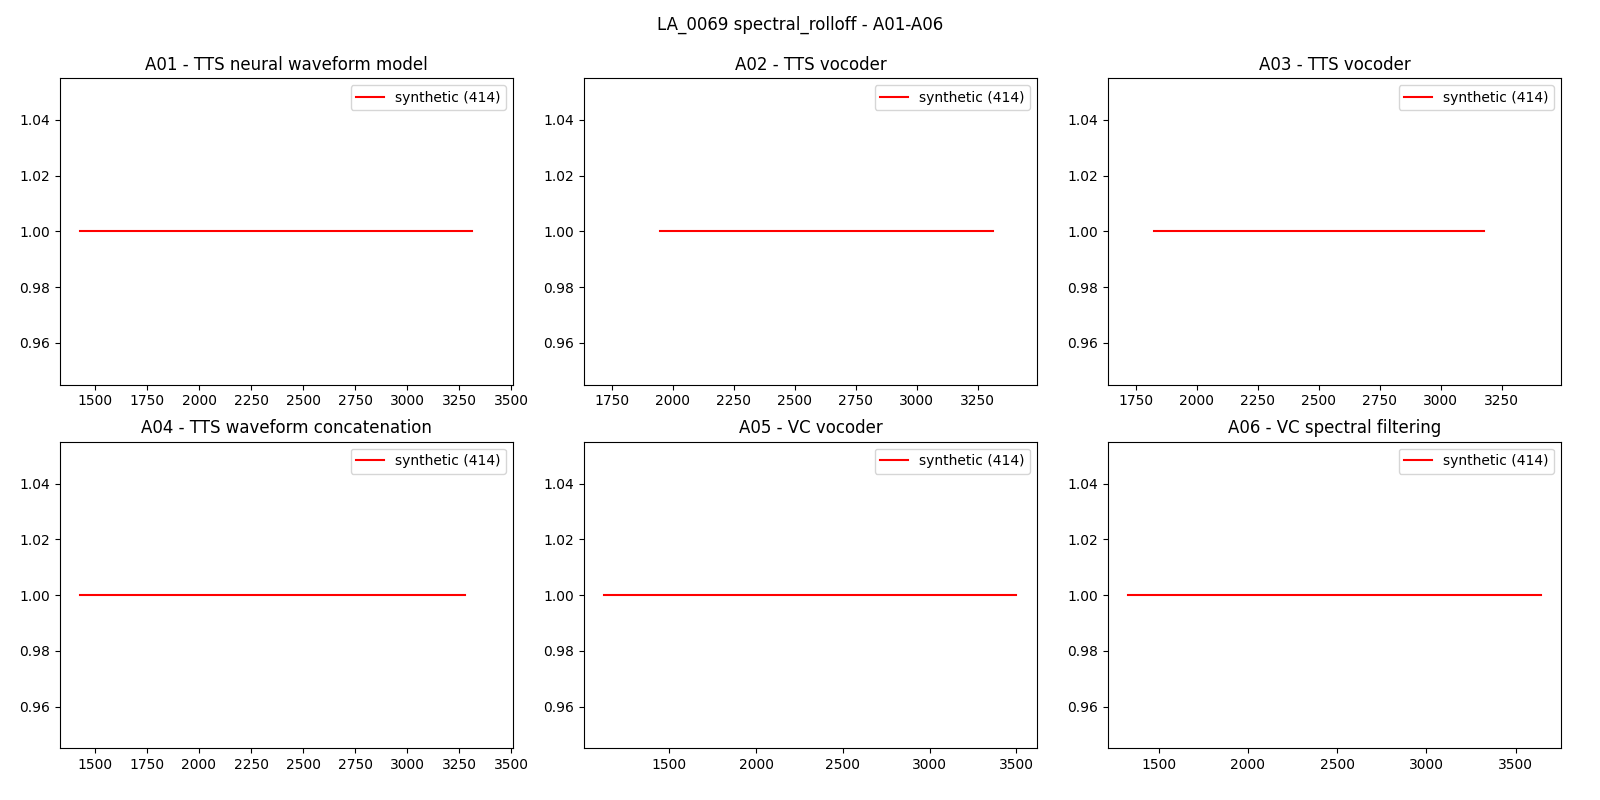 LA_0069 spectral_rolloff - A01-A06
A01 - TTS neural waveform model
synthetic (414)
1.04
1.02
1.00
0.98
0.96
1500 1750 2000 2250 2500 2750 3000 3250 3500
A02 - TTS vocoder
synthetic (414)
1.04
1.02
1.00
0.98
0.96
1750 2000 2250 2500 2750 3000 3250
A03 - TTS vocoder
synthetic (414)
1.04
1.02
1.00
0.98
0.96
1750 2000 2250 2500 2750 3000 3250
A04 - TTS waveform concatenation
synthetic (414)
1.04
1.02
1.00
0.98
0.96
1500 1750 2000 2250 2500 2750 3000 3250 3500
A05 - VC vocoder
synthetic (414)
1.04
1.02
1.00
0.98
0.96
1500 2000 2500 3000 3500
A06 - VC spectral filtering
synthetic (414)
1.04
1.02
1.00
0.98
0.96
1500 2000 2500 3000 3500